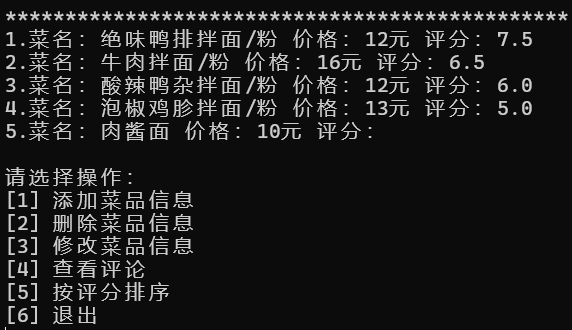 ***********************************************
1.菜名: 绝味鸭排拌面/粉 价格: 12元 评分: 7.5
2.菜名: 牛肉拌面/粉 价格: 16元 评分: 6.5
3.菜名: 酸辣鸭杂拌面/粉 价格: 12元 评分: 6.0
4.菜名: 泡椒鸡胗拌面/粉 价格: 13元 评分: 5.0
5.菜名: 肉酱面 价格: 10元 评分:
请选择操作:
[1] 添加菜品信息
[2] 删除菜品信息
[3] 修改菜品信息
[4] 查看评论
[5] 按评分排序
[6] 退出